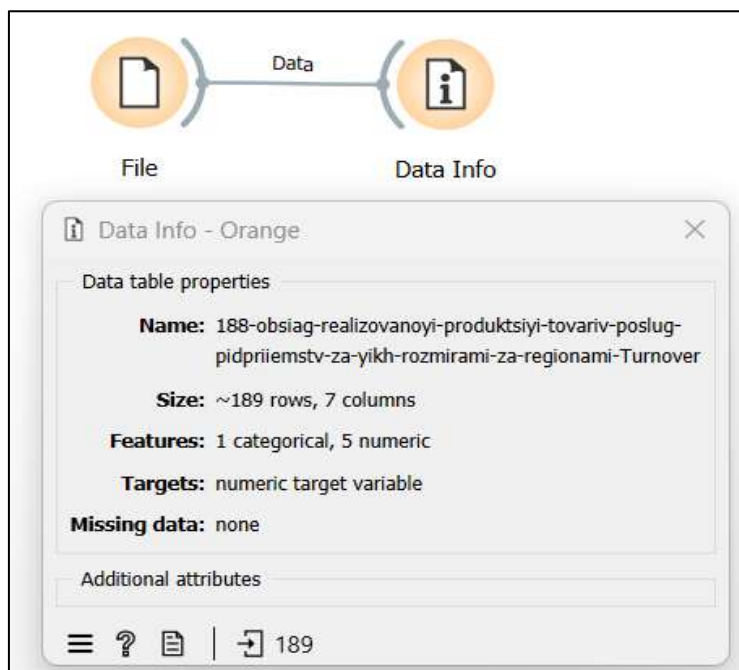 Data
File
Data Info
Data Info - Orange
Data table properties
Name: 188-obsiag-realizovanoyi-produktsiyi-tovariv-poslug-
pidpriiemstv-za-yikh-rozmirami-za-regionami-Turnover
Size: ~189 rows, 7 columns
Features: 1 categorical, 5 numeric
Targets: numeric target variable
Missing data: none
Additional attributes
? 189